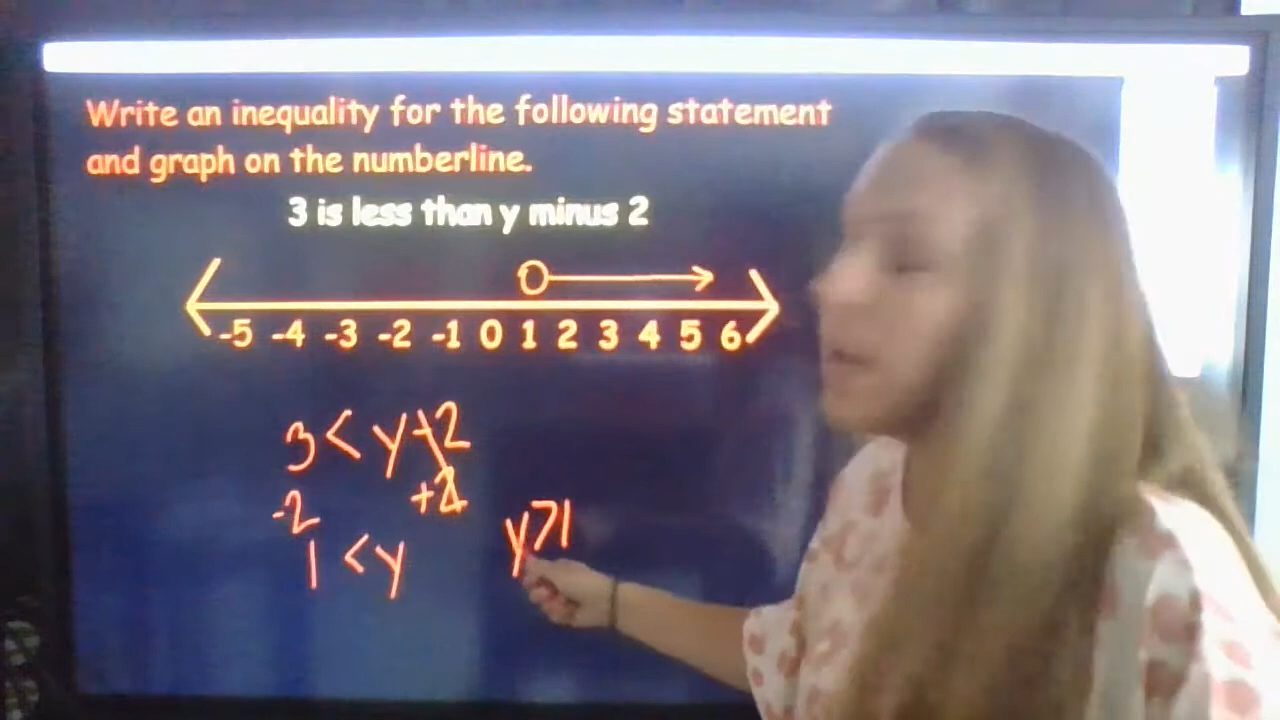 Write an inequality for the following statement
and graph on the numberline.
3 is less than y minus 2
-5 -4 -3 -2 -1 0 1 2 3 4 5 6
3 < y - 2
-2 +2
1 < y
y > 1